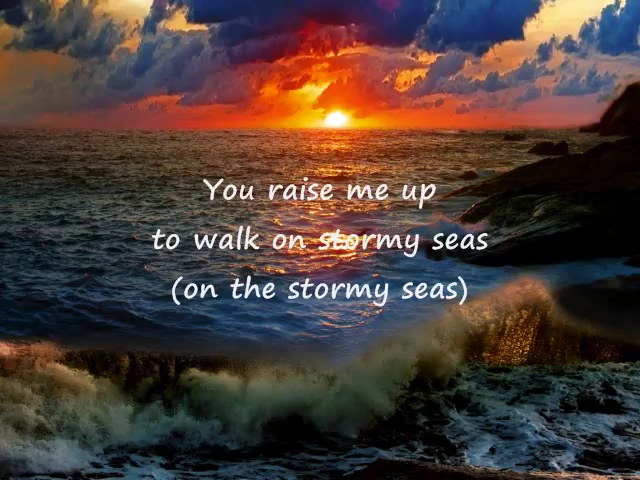 You raise me up
to walk on stormy seas
(on the stormy seas)